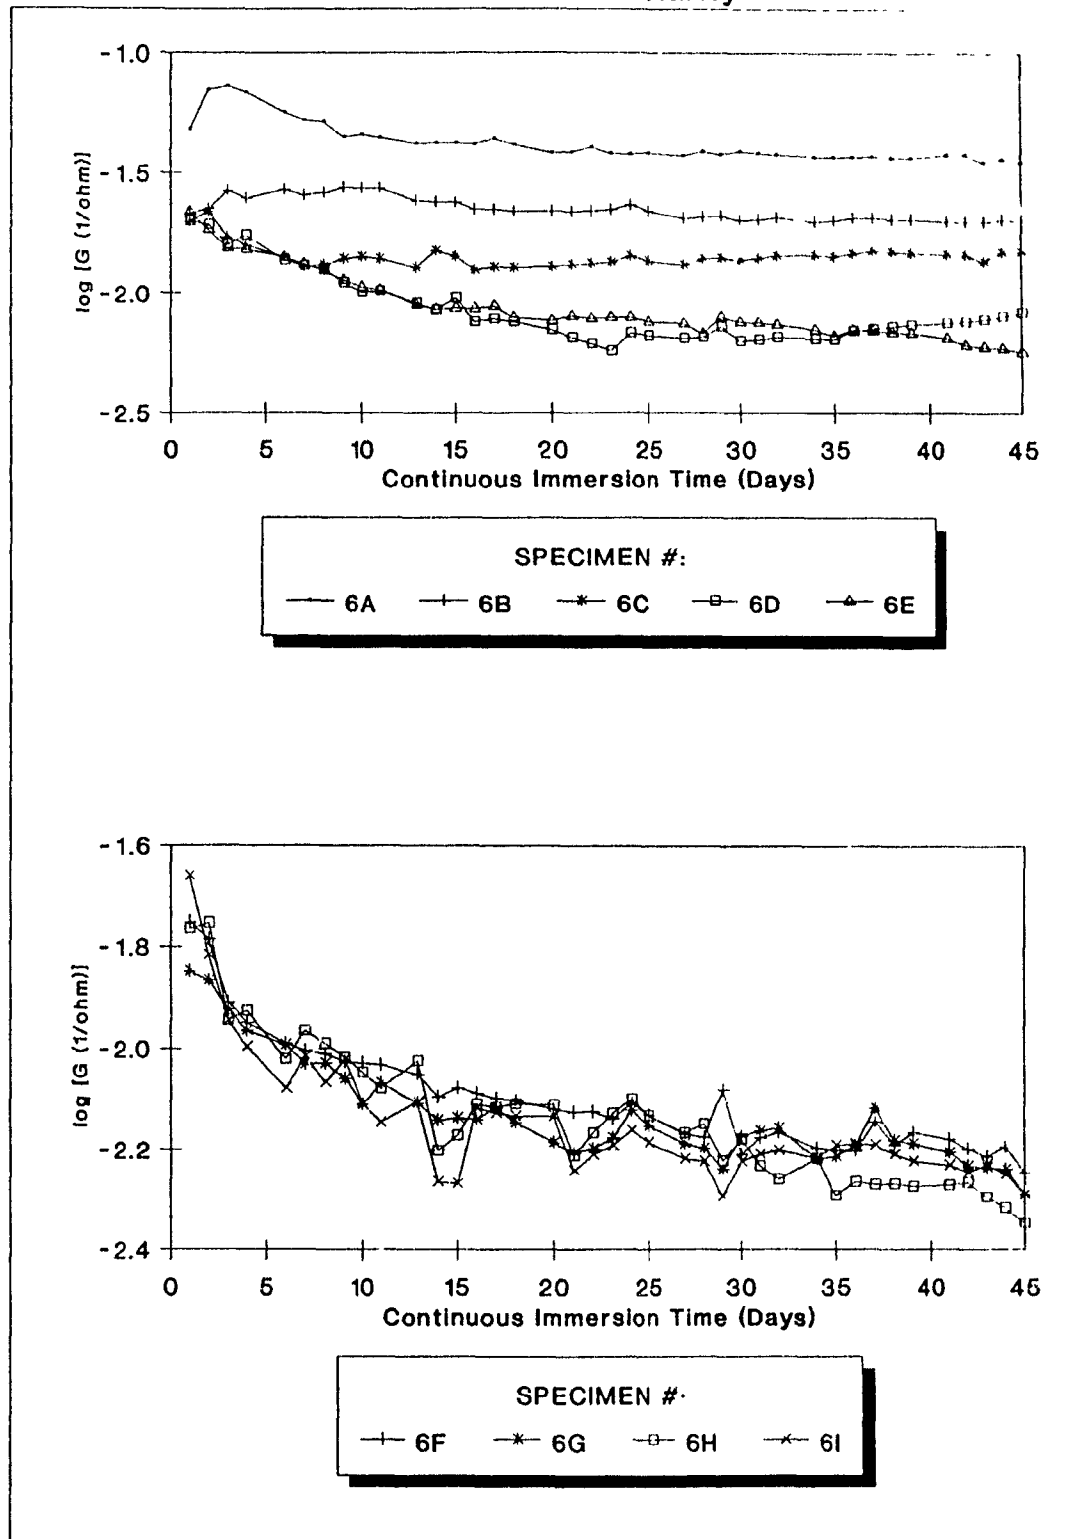 -1.0
-1.5
-2.0
-2.5
log [G (1/ohm)]
0 5 10 15 20 25 30 35 40 45
Continuous Immersion Time (Days)
SPECIMEN #:
6A 6B 6C 6D 6E
-1.6
-1.8
-2.0
-2.2
-2.4
log [G (1/ohm)]
0 5 10 15 20 25 30 35 40 45
Continuous Immersion Time (Days)
SPECIMEN #·
6F 6G 6H 6I